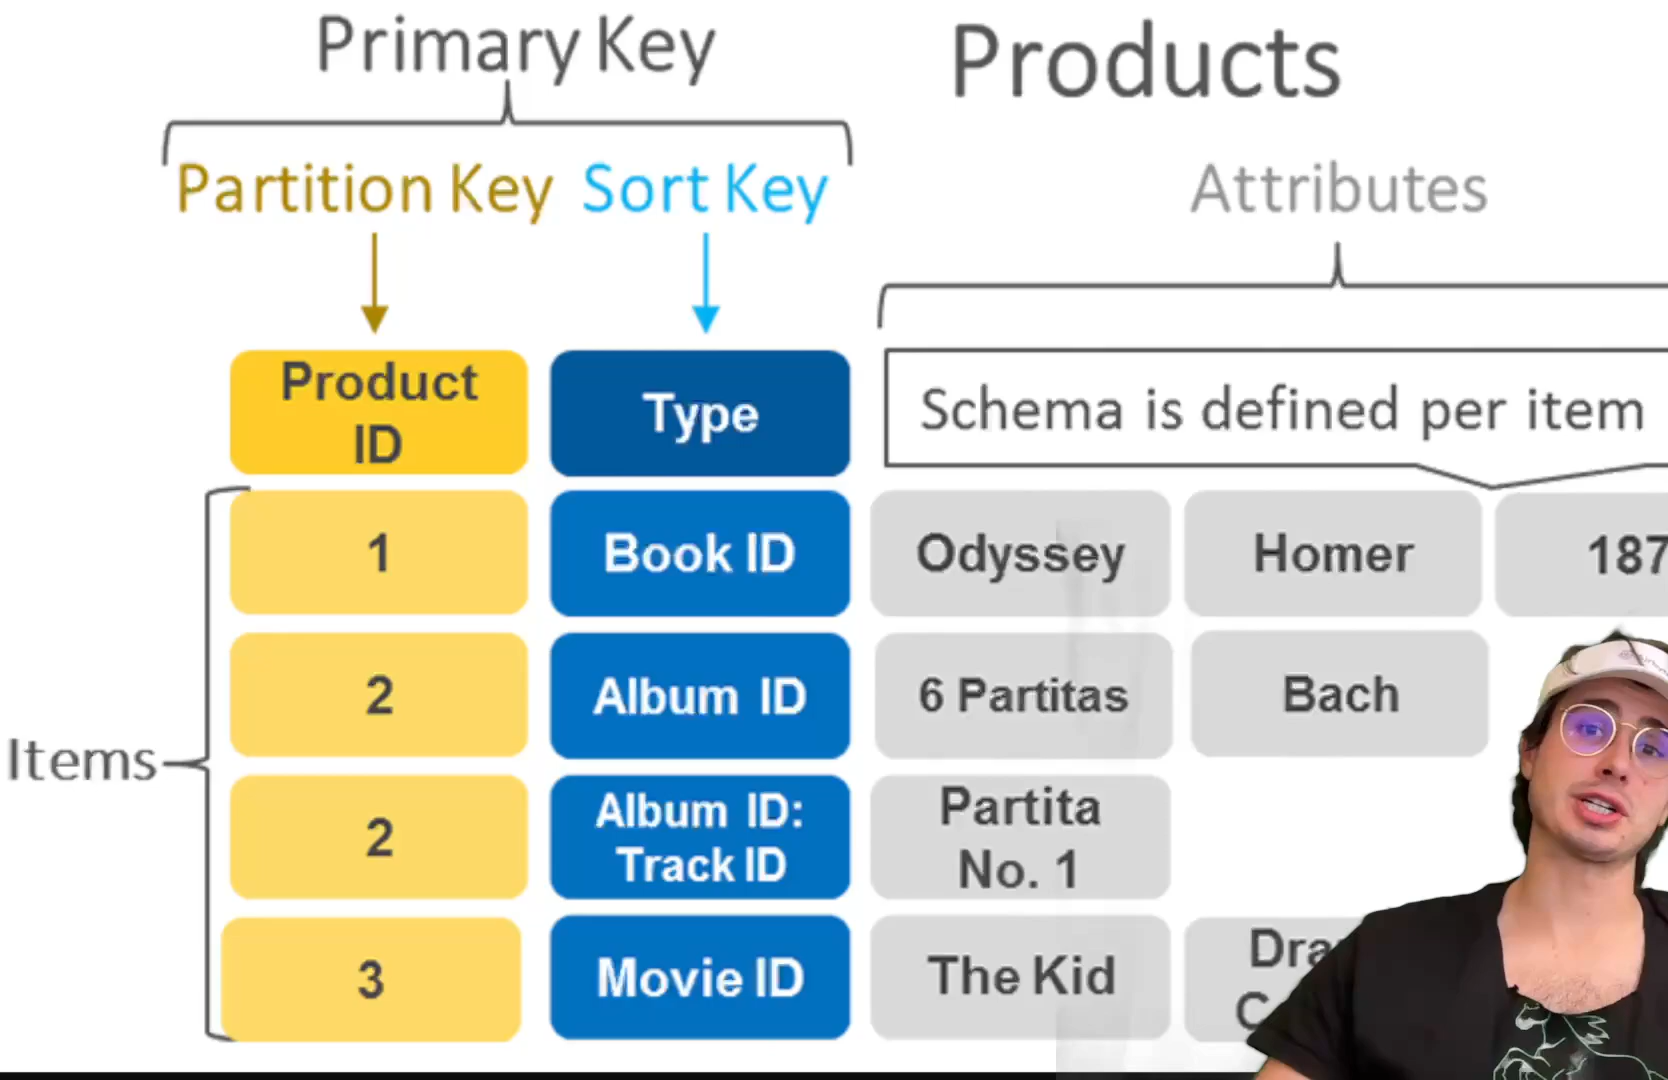 Primary Key
Products
Partition Key
Sort Key
Attributes
Product
ID
Type
Schema is defined per item
1
Book ID
Odyssey
Homer
187
2
Album ID
6 Partitas
Bach
Items
2
Album ID:
Track ID
Partita
No. 1
3
Movie ID
The Kid